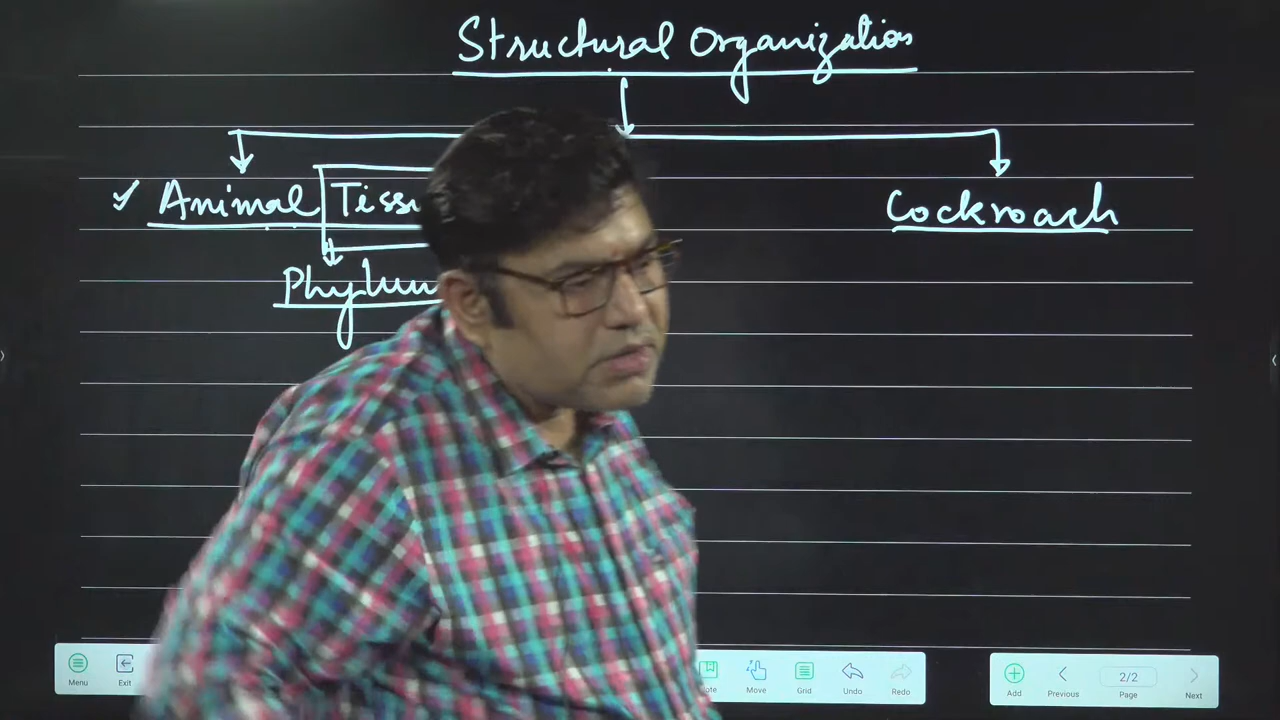 Structural Organization
Animal Cockroach
Menu Exit Move Grid Undo Redo Add Previous 2/2 Page Next